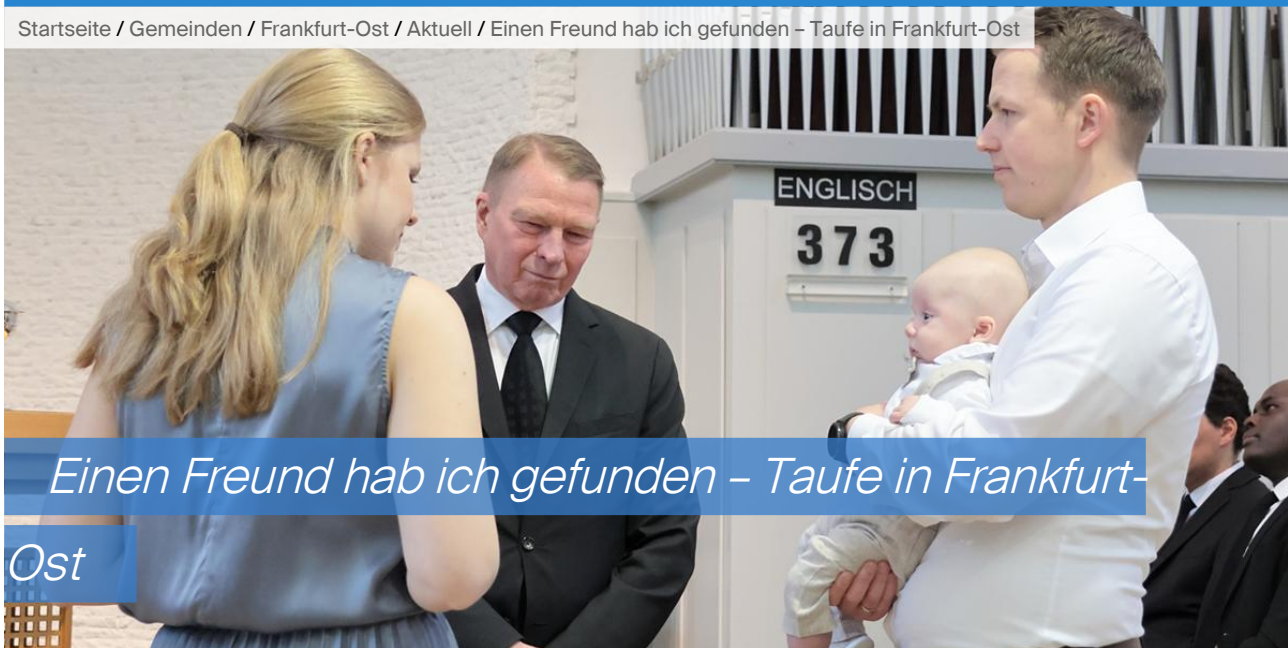 Startseite / Gemeinden / Frankfurt-Ost / Aktuell / Einen Freund hab ich gefunden – Taufe in Frankfurt-Ost
ENGLISCH
373
Einen Freund hab ich gefunden – Taufe in Frankfurt-
Ost